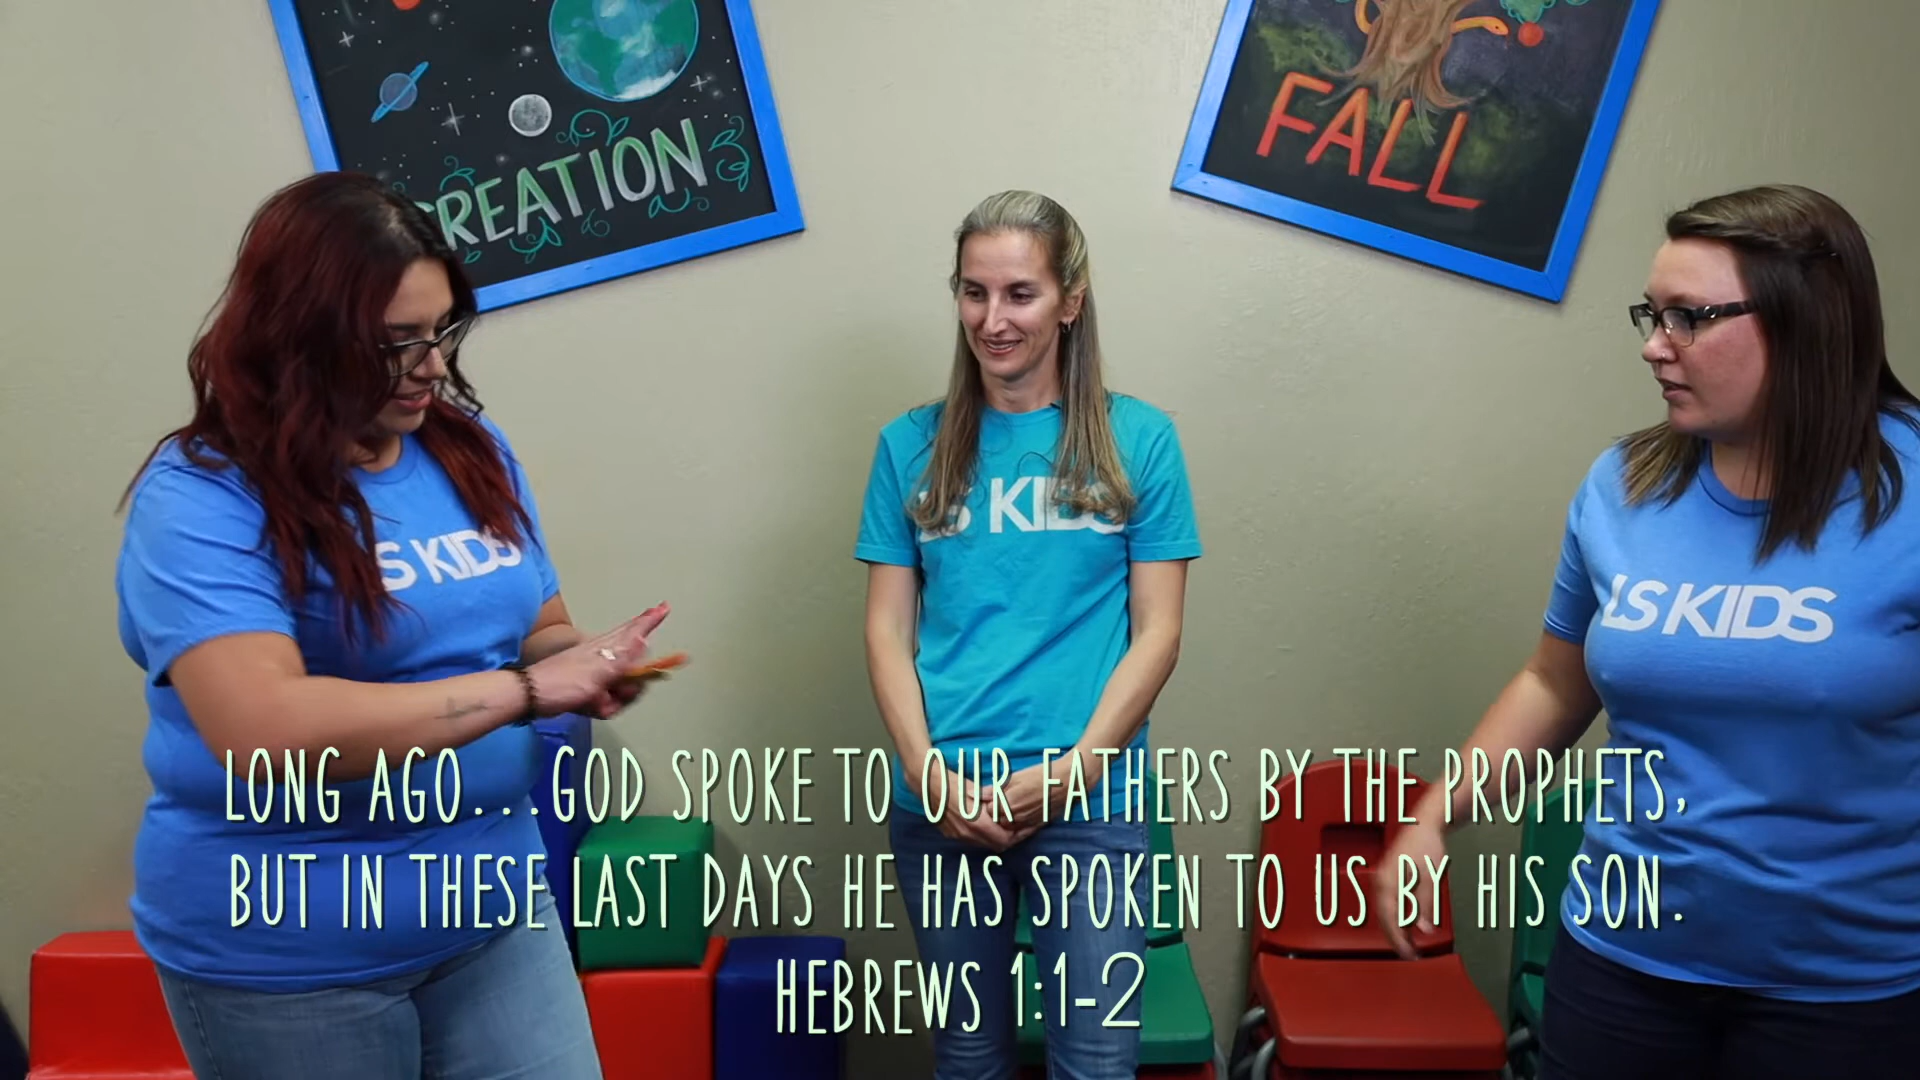 CREATION
FALL
S KIDS
LS KIDS
LS KIDS
LONG AGO...GOD SPOKE TO OUR FATHERS BY THE PROPHETS,
BUT IN THESE LAST DAYS HE HAS SPOKEN TO US BY HIS SON.
HEBREWS 1:1-2